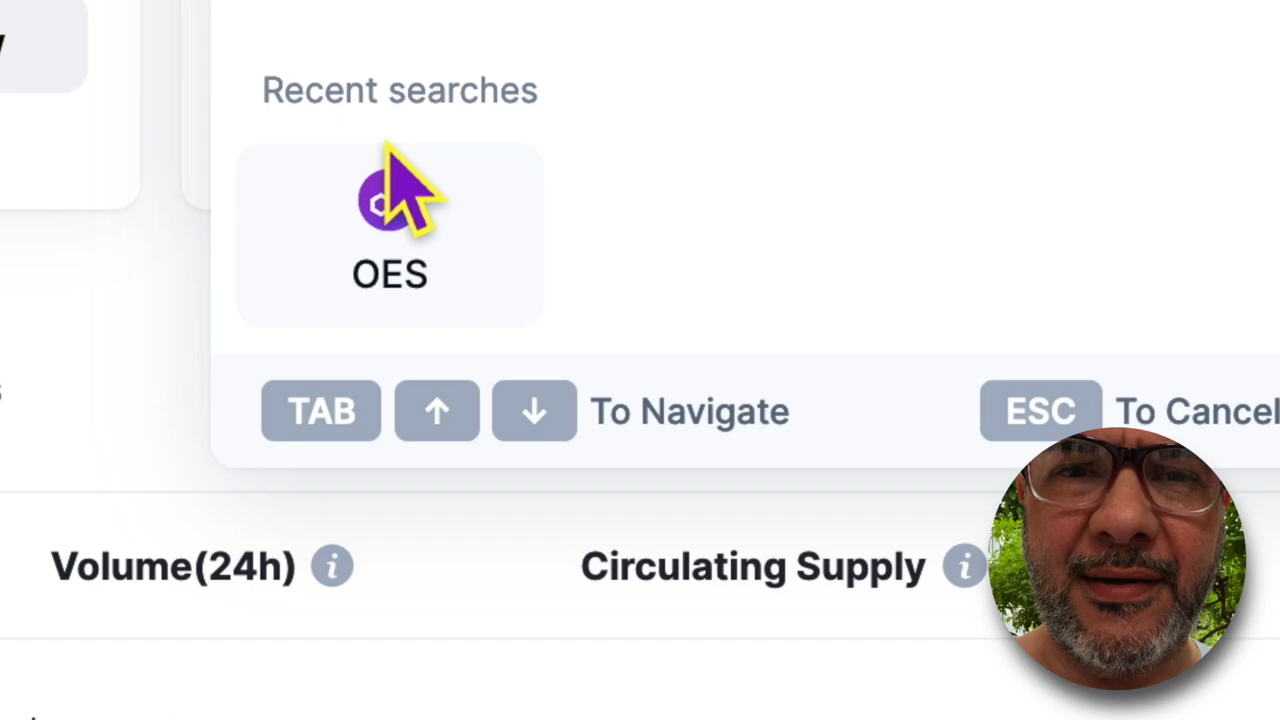 Recent searches
OES
TAB ↑ ↓ To Navigate
ESC To Cancel
Volume(24h) i
Circulating Supply i